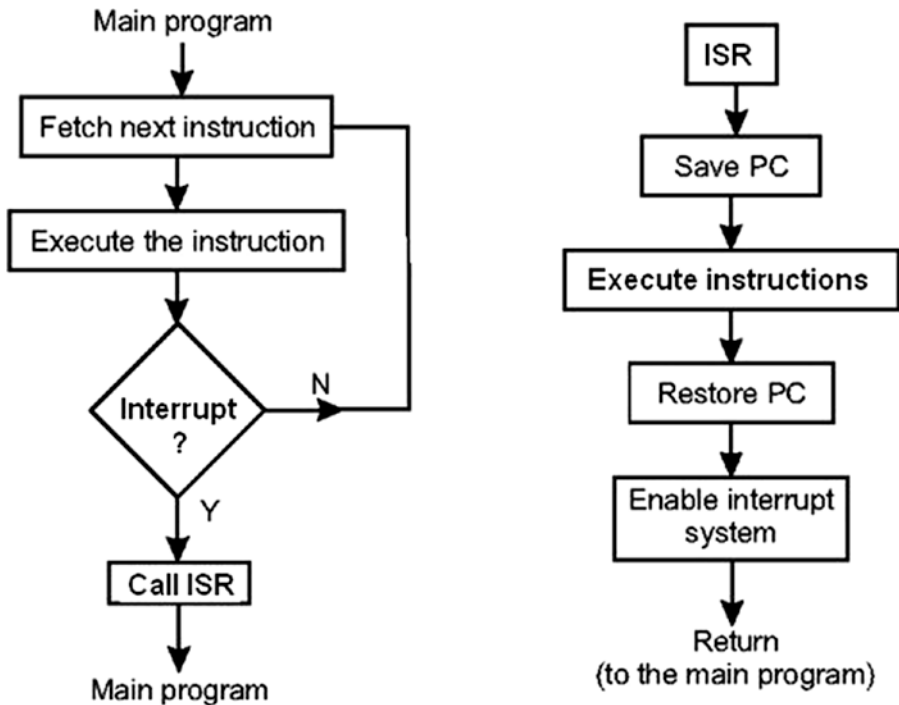 Main program
Fetch next instruction
Execute the instruction
Interrupt
?
N
Y
Call ISR
Main program
ISR
Save PC
Execute instructions
Restore PC
Enable interrupt
system
Return
(to the main program)